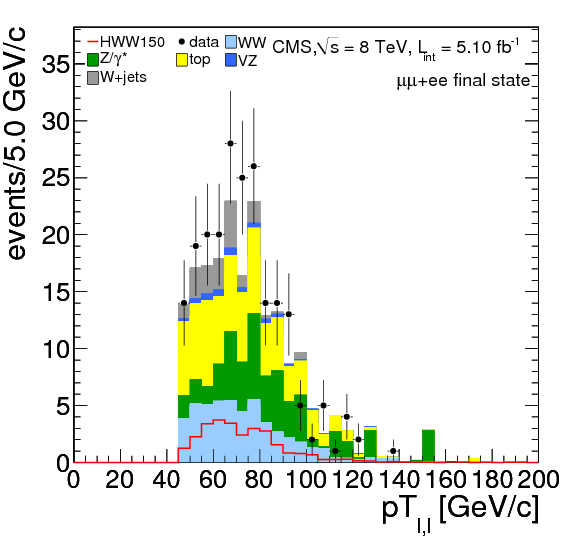 HWW150 data WW CMS,√s = 8 TeV, L_int = 5.10 fb⁻¹
Z/γ* top VZ
W+jets μμ+ee final state
events/5.0 GeV/c
35
30
25
20
15
10
5
0
0 20 40 60 80 100 120 140 160 180 200
pT_l,l [GeV/c]